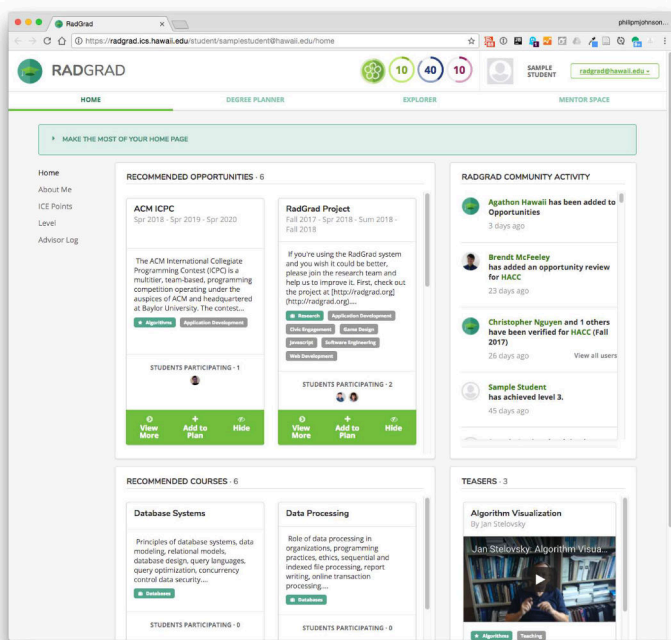 RadGrad
philipmjohnson...
https://radgrad.ics.hawaii.edu/student/samplestudent@hawaii.edu/home
RADGRAD
10
40
10
SAMPLE
STUDENT
radgrad@hawaii.edu
HOME
DEGREE PLANNER
EXPLORER
MENTOR SPACE
MAKE THE MOST OF YOUR HOME PAGE
Home
About Me
ICE Points
Level
Advisor Log
RECOMMENDED OPPORTUNITIES · 6
ACM ICPC
Spr 2018 - Spr 2019 - Spr 2020
The ACM International Collegiate
Programming Contest (ICPC) is a
multitier, team-based, programming
competition operating under the
auspices of ACM and headquartered
at Baylor University. The contest...
Algorithms
Application Development
STUDENTS PARTICIPATING · 1
View More
Add to Plan
Hide
RadGrad Project
Fall 2017 - Spr 2018 - Sum 2018 -
Fall 2018
If you're using the RadGrad system
and you wish it could be better,
please join the research team and
help us to improve it. First, check out
the project at [http://radgrad.org]
(http://radgrad.org)....
Research
Application Development
Civic Engagement
Game Design
Javascript
Software Engineering
Web Development
STUDENTS PARTICIPATING · 2
View More
Add to Plan
Hide
RADGRAD COMMUNITY ACTIVITY
Agathon Hawaii has been added to
Opportunities
3 days ago
Brendt McFeeley
has added an opportunity review
for HACC
23 days ago
Christopher Nguyen and 1 others
have been verified for HACC (Fall
2017)
26 days ago
View all users
Sample Student
has achieved level 3.
45 days ago
RECOMMENDED COURSES · 6
Database Systems
Principles of database systems, data
modeling, relational models,
database design, query languages,
query optimization, concurrency
control data security....
Databases
STUDENTS PARTICIPATING · 0
Data Processing
Role of data processing in
organizations, programming
practices, ethics, sequential and
indexed file processing, report
writing, online transaction
processing....
Databases
STUDENTS PARTICIPATING · 0
TEASERS · 3
Algorithm Visualization
By Jan Stelovsky
Jan Stelovsky: Algorithm Visua...
Algorithms
Teaching